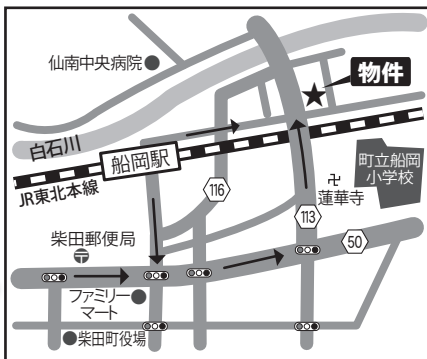 仙南中央病院
物件
白石川
船岡駅
JR東北本線
町立船岡
小学校
116
卍
蓮華寺
113
柴田郵便局
〒
50
ファミリー
マート
柴田町役場